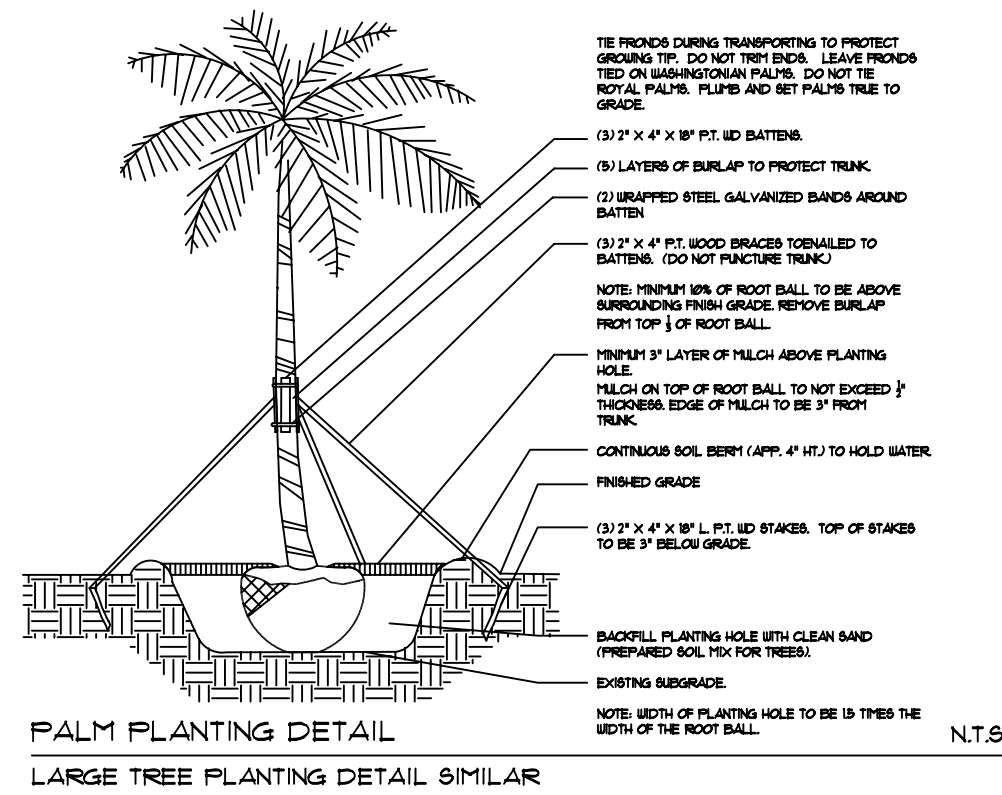 TIE FRONDS DURING TRANSPORTING TO PROTECT
GROWING TIP. DO NOT TRIM ENDS. LEAVE FRONDS
TIED ON WASHINGTONIAN PALMS. DO NOT TIE
ROYAL PALMS. PLUMB AND SET PALMS TRUE TO
GRADE.
(3) 2" X 4" X 18" P.T. WD BATTENS.
(5) LAYERS OF BURLAP TO PROTECT TRUNK.
(2) WRAPPED STEEL GALVANIZED BANDS AROUND
BATTEN
(3) 2" X 4" P.T. WOOD BRACES TOENAILED TO
BATTENS. (DO NOT PUNCTURE TRUNK.)
NOTE: MINIMUM 10% OF ROOT BALL TO BE ABOVE
SURROUNDING FINISH GRADE. REMOVE BURLAP
FROM TOP 1/3 OF ROOT BALL.
MINIMUM 3" LAYER OF MULCH ABOVE PLANTING
HOLE.
MULCH ON TOP OF ROOT BALL TO NOT EXCEED 1/2"
THICKNESS. EDGE OF MULCH TO BE 3" FROM
TRUNK.
CONTINUOUS SOIL BERM (APP. 4" HT.) TO HOLD WATER.
FINISHED GRADE
(3) 2" X 4" X 18" L. P.T. WD STAKES. TOP OF STAKES
TO BE 3" BELOW GRADE.
BACKFILL PLANTING HOLE WITH CLEAN SAND
(PREPARED SOIL MIX FOR TREES).
EXISTING SUBGRADE.
NOTE: WIDTH OF PLANTING HOLE TO BE 1.5 TIMES THE
WIDTH OF THE ROOT BALL.
PALM PLANTING DETAIL
N.T.S
LARGE TREE PLANTING DETAIL SIMILAR